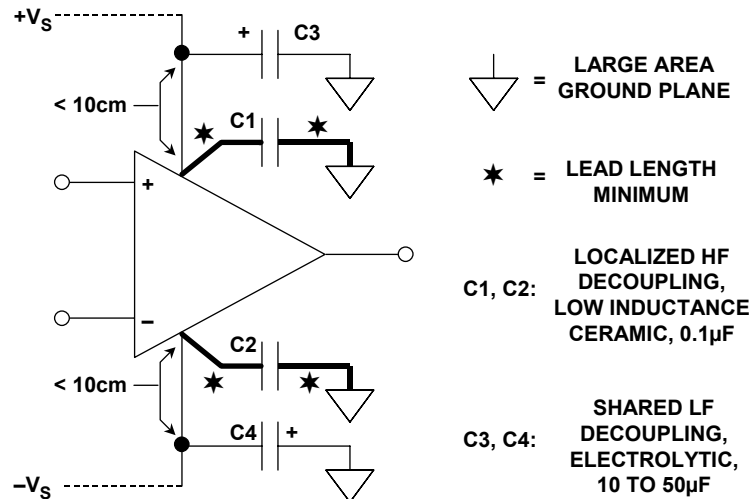 +VS
+ C3
< 10cm
C1
+
–
C2
< 10cm
C4 +
–VS
= LARGE AREA
GROUND PLANE
= LEAD LENGTH
MINIMUM
C1, C2:
LOCALIZED HF
DECOUPLING,
LOW INDUCTANCE
CERAMIC, 0.1µF
C3, C4:
SHARED LF
DECOUPLING,
ELECTROLYTIC,
10 TO 50µF